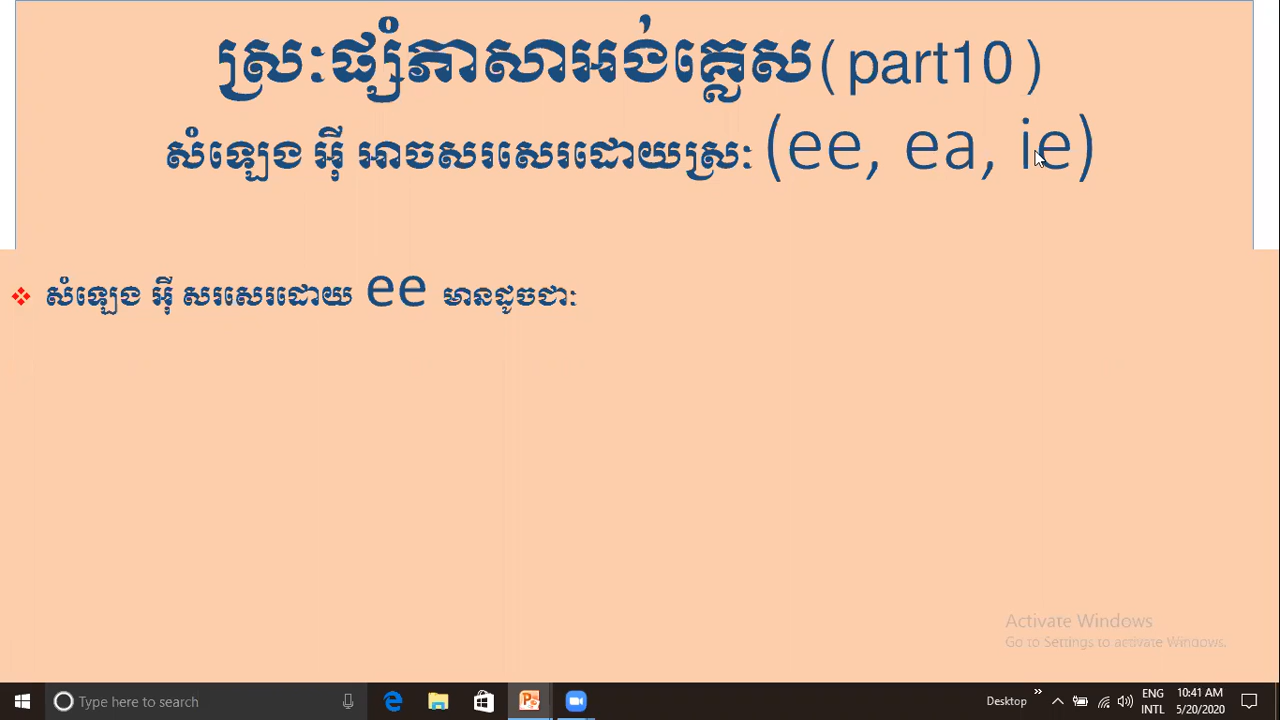 ស្រៈផ្សំភាសាអង់គ្លេស(part10 )
សំឡេង អ៊ី អាចសរសេរដោយស្រៈ (ee, ea, ie)
❖ សំឡេង អ៊ី សរសេរដោយ ee មានដូចជាៈ
Activate Windows
Go to Settings to activate Windows.
Type here to search
Desktop
ENG
INTL
10:41 AM
5/20/2020